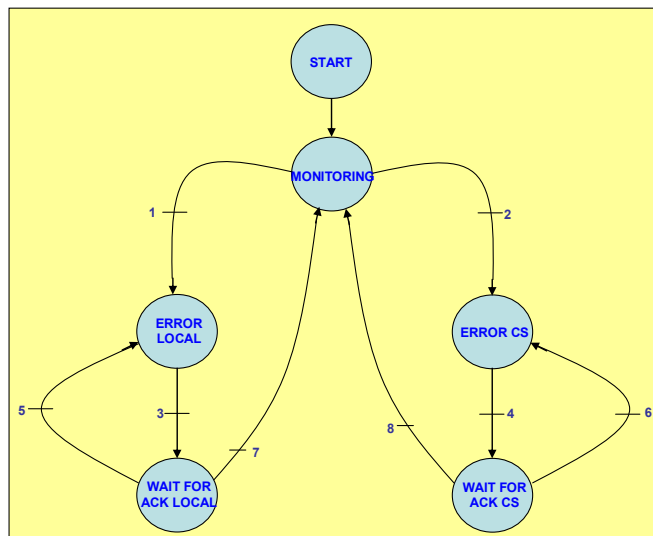 START
MONITORING
1
2
ERROR
LOCAL
ERROR CS
5
3
7
8
4
6
WAIT FOR
ACK LOCAL
WAIT FOR
ACK CS